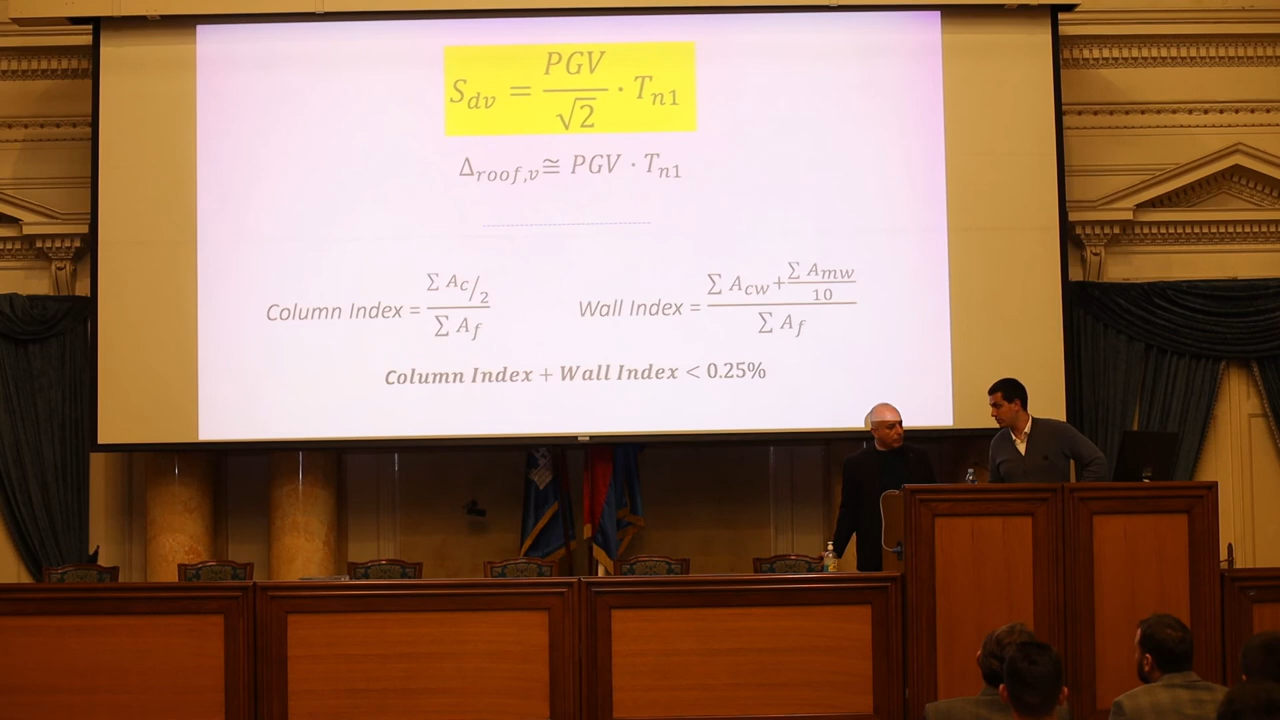 S_dv = PGV/√2 · T_n1
Δ_roof,v ≅ PGV · T_n1
Column Index = (∑ A_c/2)/(∑ A_f)
Wall Index = (∑ A_cw + (∑ A_mw)/10)/(∑ A_f)
Column Index + Wall Index < 0.25%